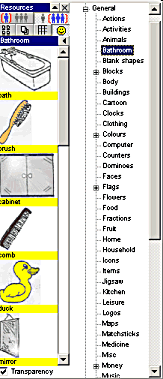 Resources
Bathroom
bath
brush
cabinet
comb
duck
mirror
Transparency
General
Actions
Activities
Animals
Bathroom
Blank shapes
Blocks
Body
Buildings
Cartoon
Clocks
Clothing
Colours
Computer
Counters
Dominoes
Faces
Flags
Flowers
Food
Fractions
Fruit
Home
Household
Icons
Items
Jigsaw
Kitchen
Leisure
Logos
Maps
Matchsticks
Medicine
Misc
Money
Music